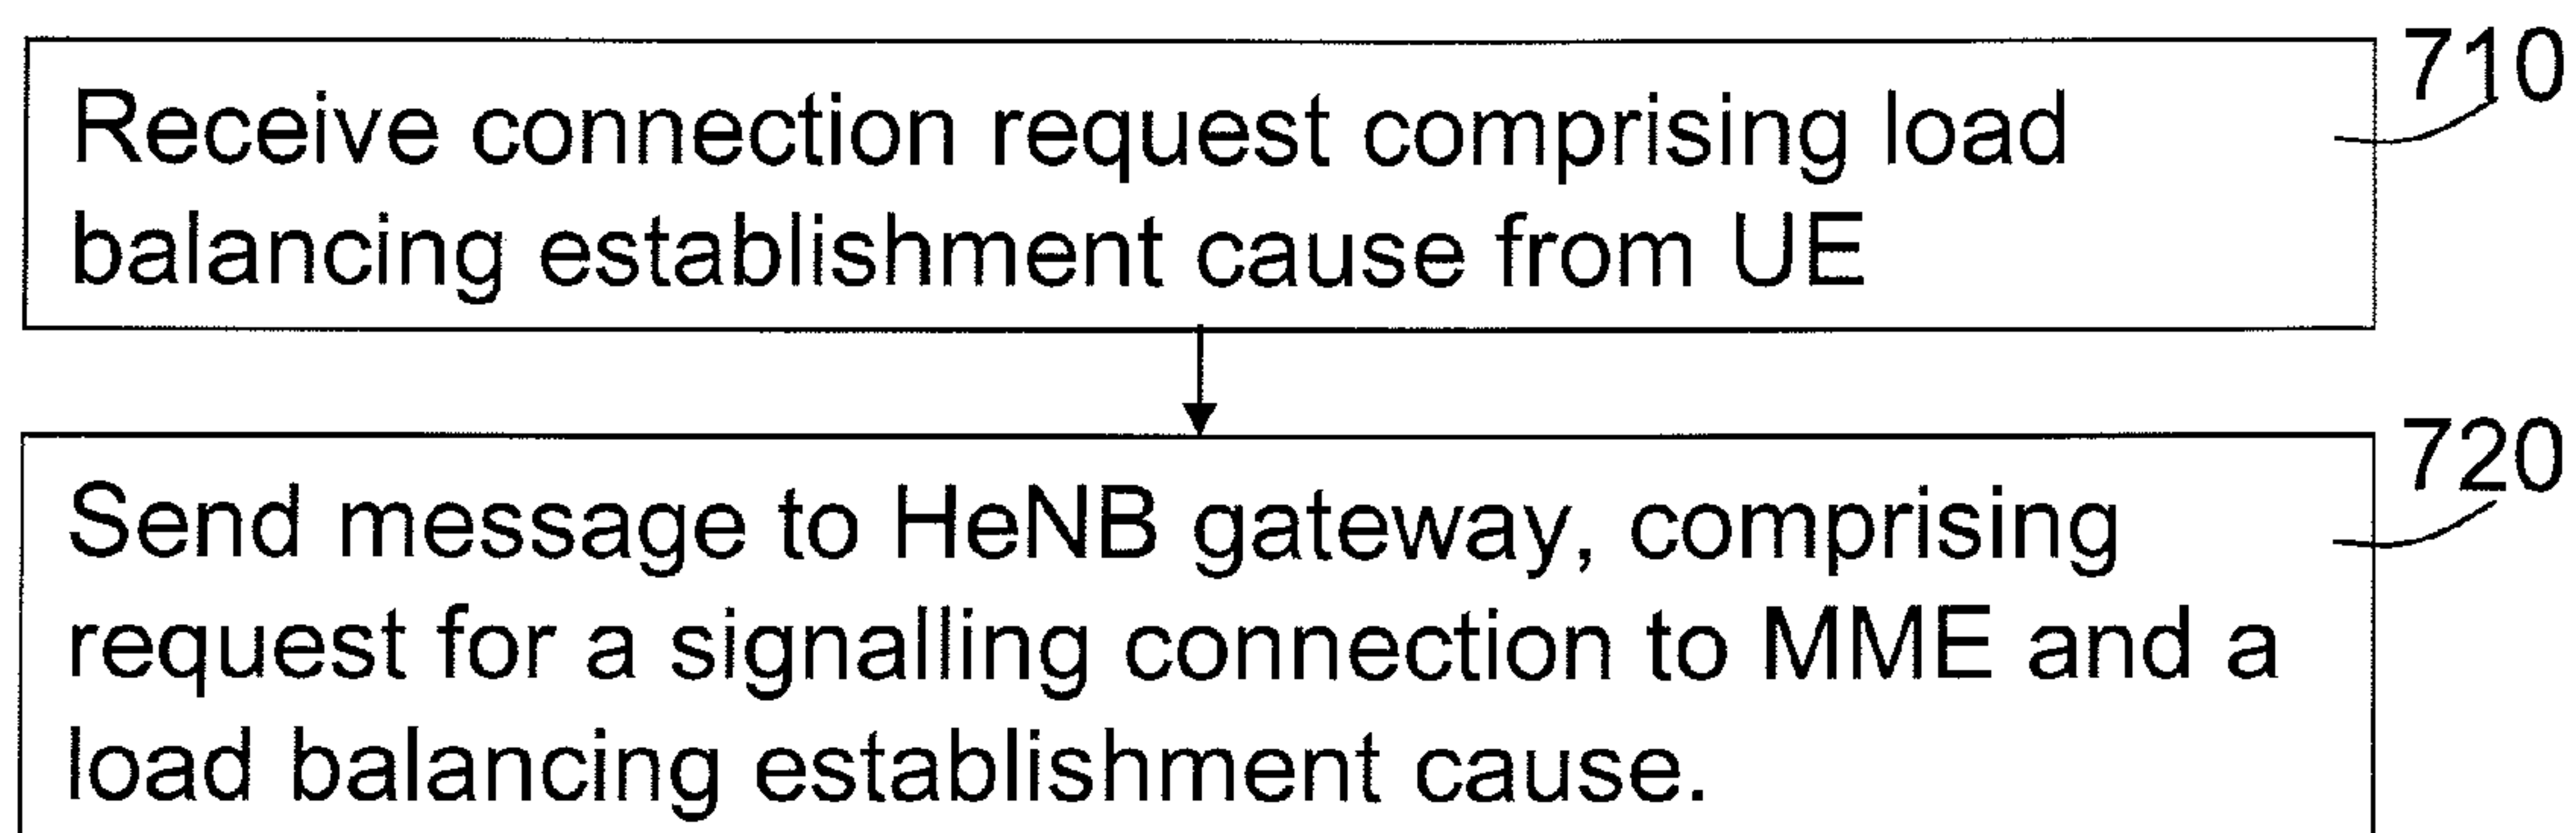 710
Receive connection request comprising load
balancing establishment cause from UE
720
Send message to HeNB gateway, comprising
request for a signalling connection to MME and a
load balancing establishment cause.